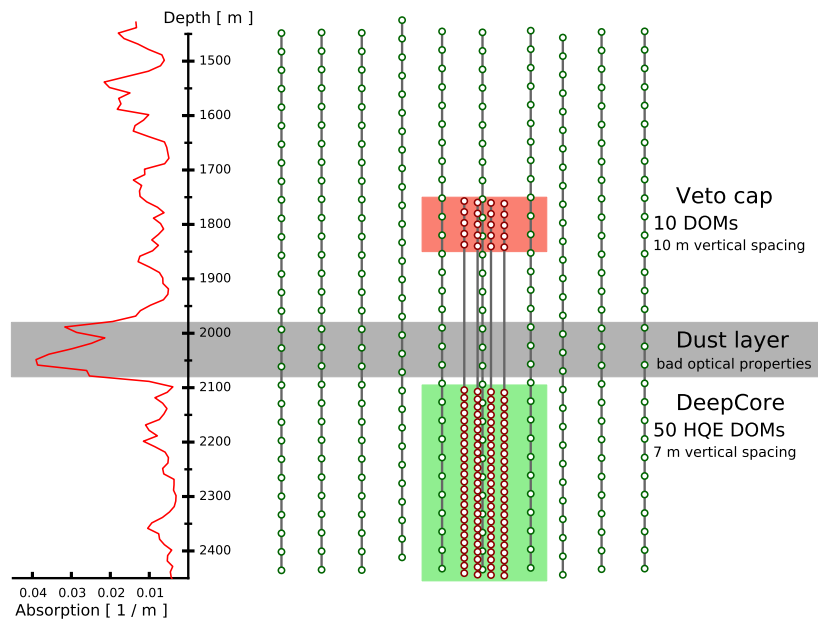 Depth [ m ]
1500
1600
1700
1800
1900
2000
2100
2200
2300
2400
0.04 0.03 0.02 0.01
Absorption [ 1 / m ]
Veto cap
10 DOMs
10 m vertical spacing
Dust layer
bad optical properties
DeepCore
50 HQE DOMs
7 m vertical spacing